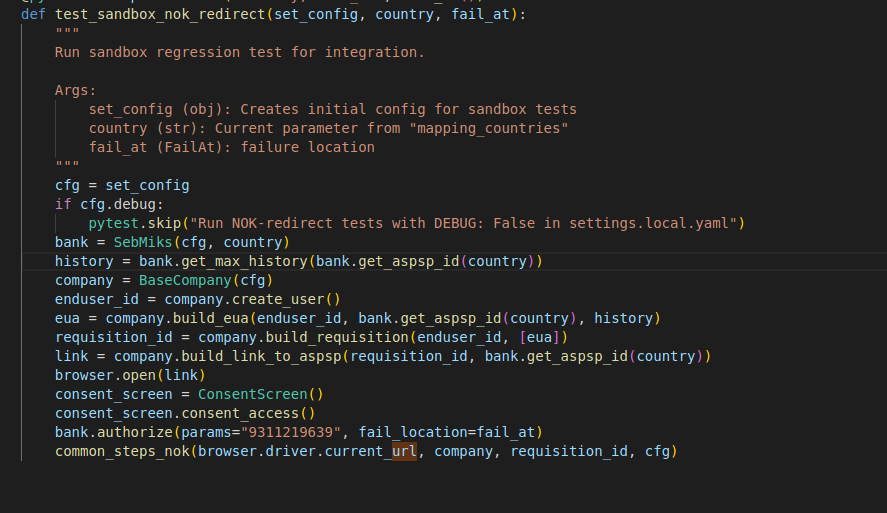 def test_sandbox_nok_redirect(set_config, country, fail_at):
    """
    Run sandbox regression test for integration.

    Args:
        set_config (obj): Creates initial config for sandbox tests
        country (str): Current parameter from "mapping_countries"
        fail_at (FailAt): failure location
    """
    cfg = set_config
    if cfg.debug:
        pytest.skip("Run NOK-redirect tests with DEBUG: False in settings.local.yaml")
    bank = SebMiks(cfg, country)
    history = bank.get_max_history(bank.get_aspsp_id(country))
    company = BaseCompany(cfg)
    enduser_id = company.create_user()
    eua = company.build_eua(enduser_id, bank.get_aspsp_id(country), history)
    requisition_id = company.build_requisition(enduser_id, [eua])
    link = company.build_link_to_aspsp(requisition_id, bank.get_aspsp_id(country))
    browser.open(link)
    consent_screen = ConsentScreen()
    consent_screen.consent_access()
    bank.authorize(params="9311219639", fail_location=fail_at)
    common_steps_nok(browser.driver.current_url, company, requisition_id, cfg)